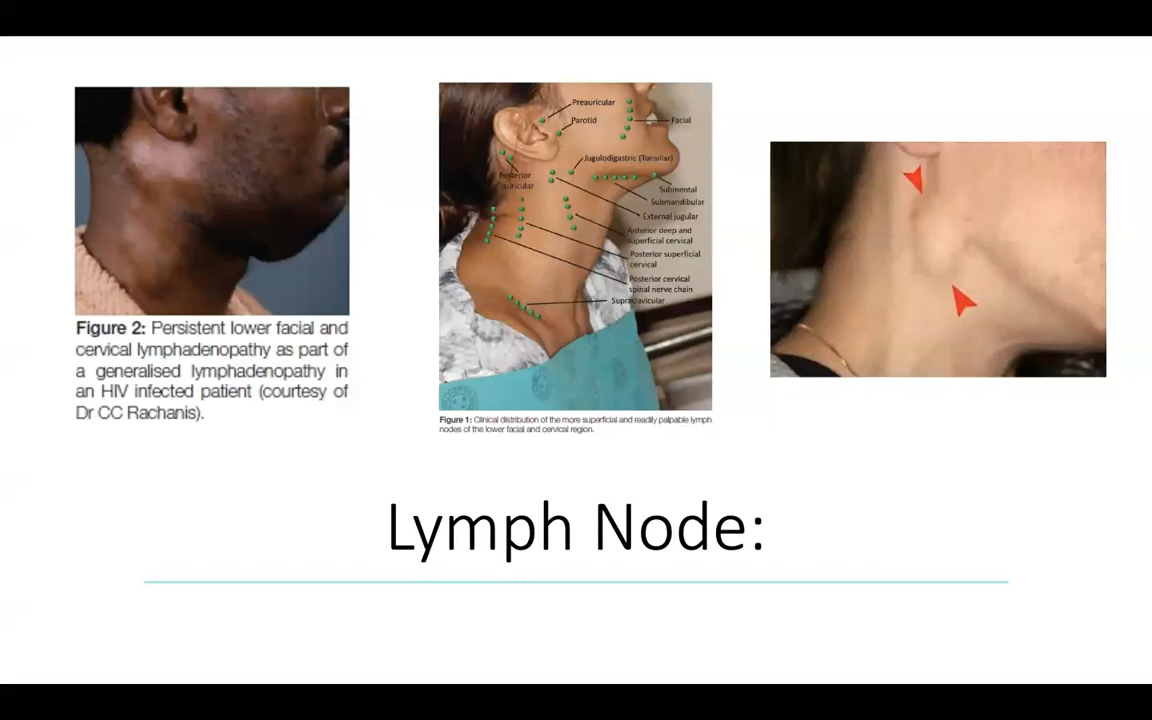 Preauricular
Parotid
Facial
Jugulodigastric (Tonsillar)
Posterior
auricular
Submental
Submandibular
External jugular
Anterior deep and
superficial cervical
Posterior superficial
cervical
Posterior cervical
spinal nerve chain
Supraclavicular
Figure 2: Persistent lower facial and
cervical lymphadenopathy as part of
a generalised lymphadenopathy in
an HIV infected patient (courtesy of
Dr CC Rachanis).
Figure 1: Clinical distribution of the more superficial and readily palpable lymph
nodes of the lower facial and cervical region.
Lymph Node: